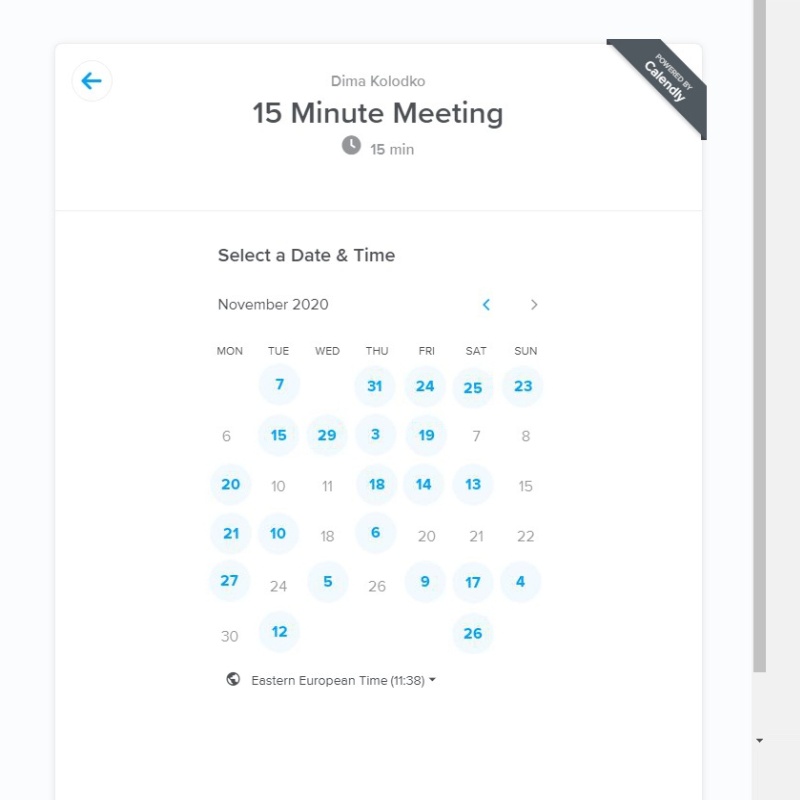 POWERED BY
Calendly
Dima Kolodko
15 Minute Meeting
15 min
Select a Date & Time
November 2020
MON TUE WED THU FRI SAT SUN
7 31 24 25 23
6 15 29 3 19 7 8
20 10 11 18 14 13 15
21 10 18 6 20 21 22
27 24 5 26 9 17 4
30 12 26
Eastern European Time (11:38)